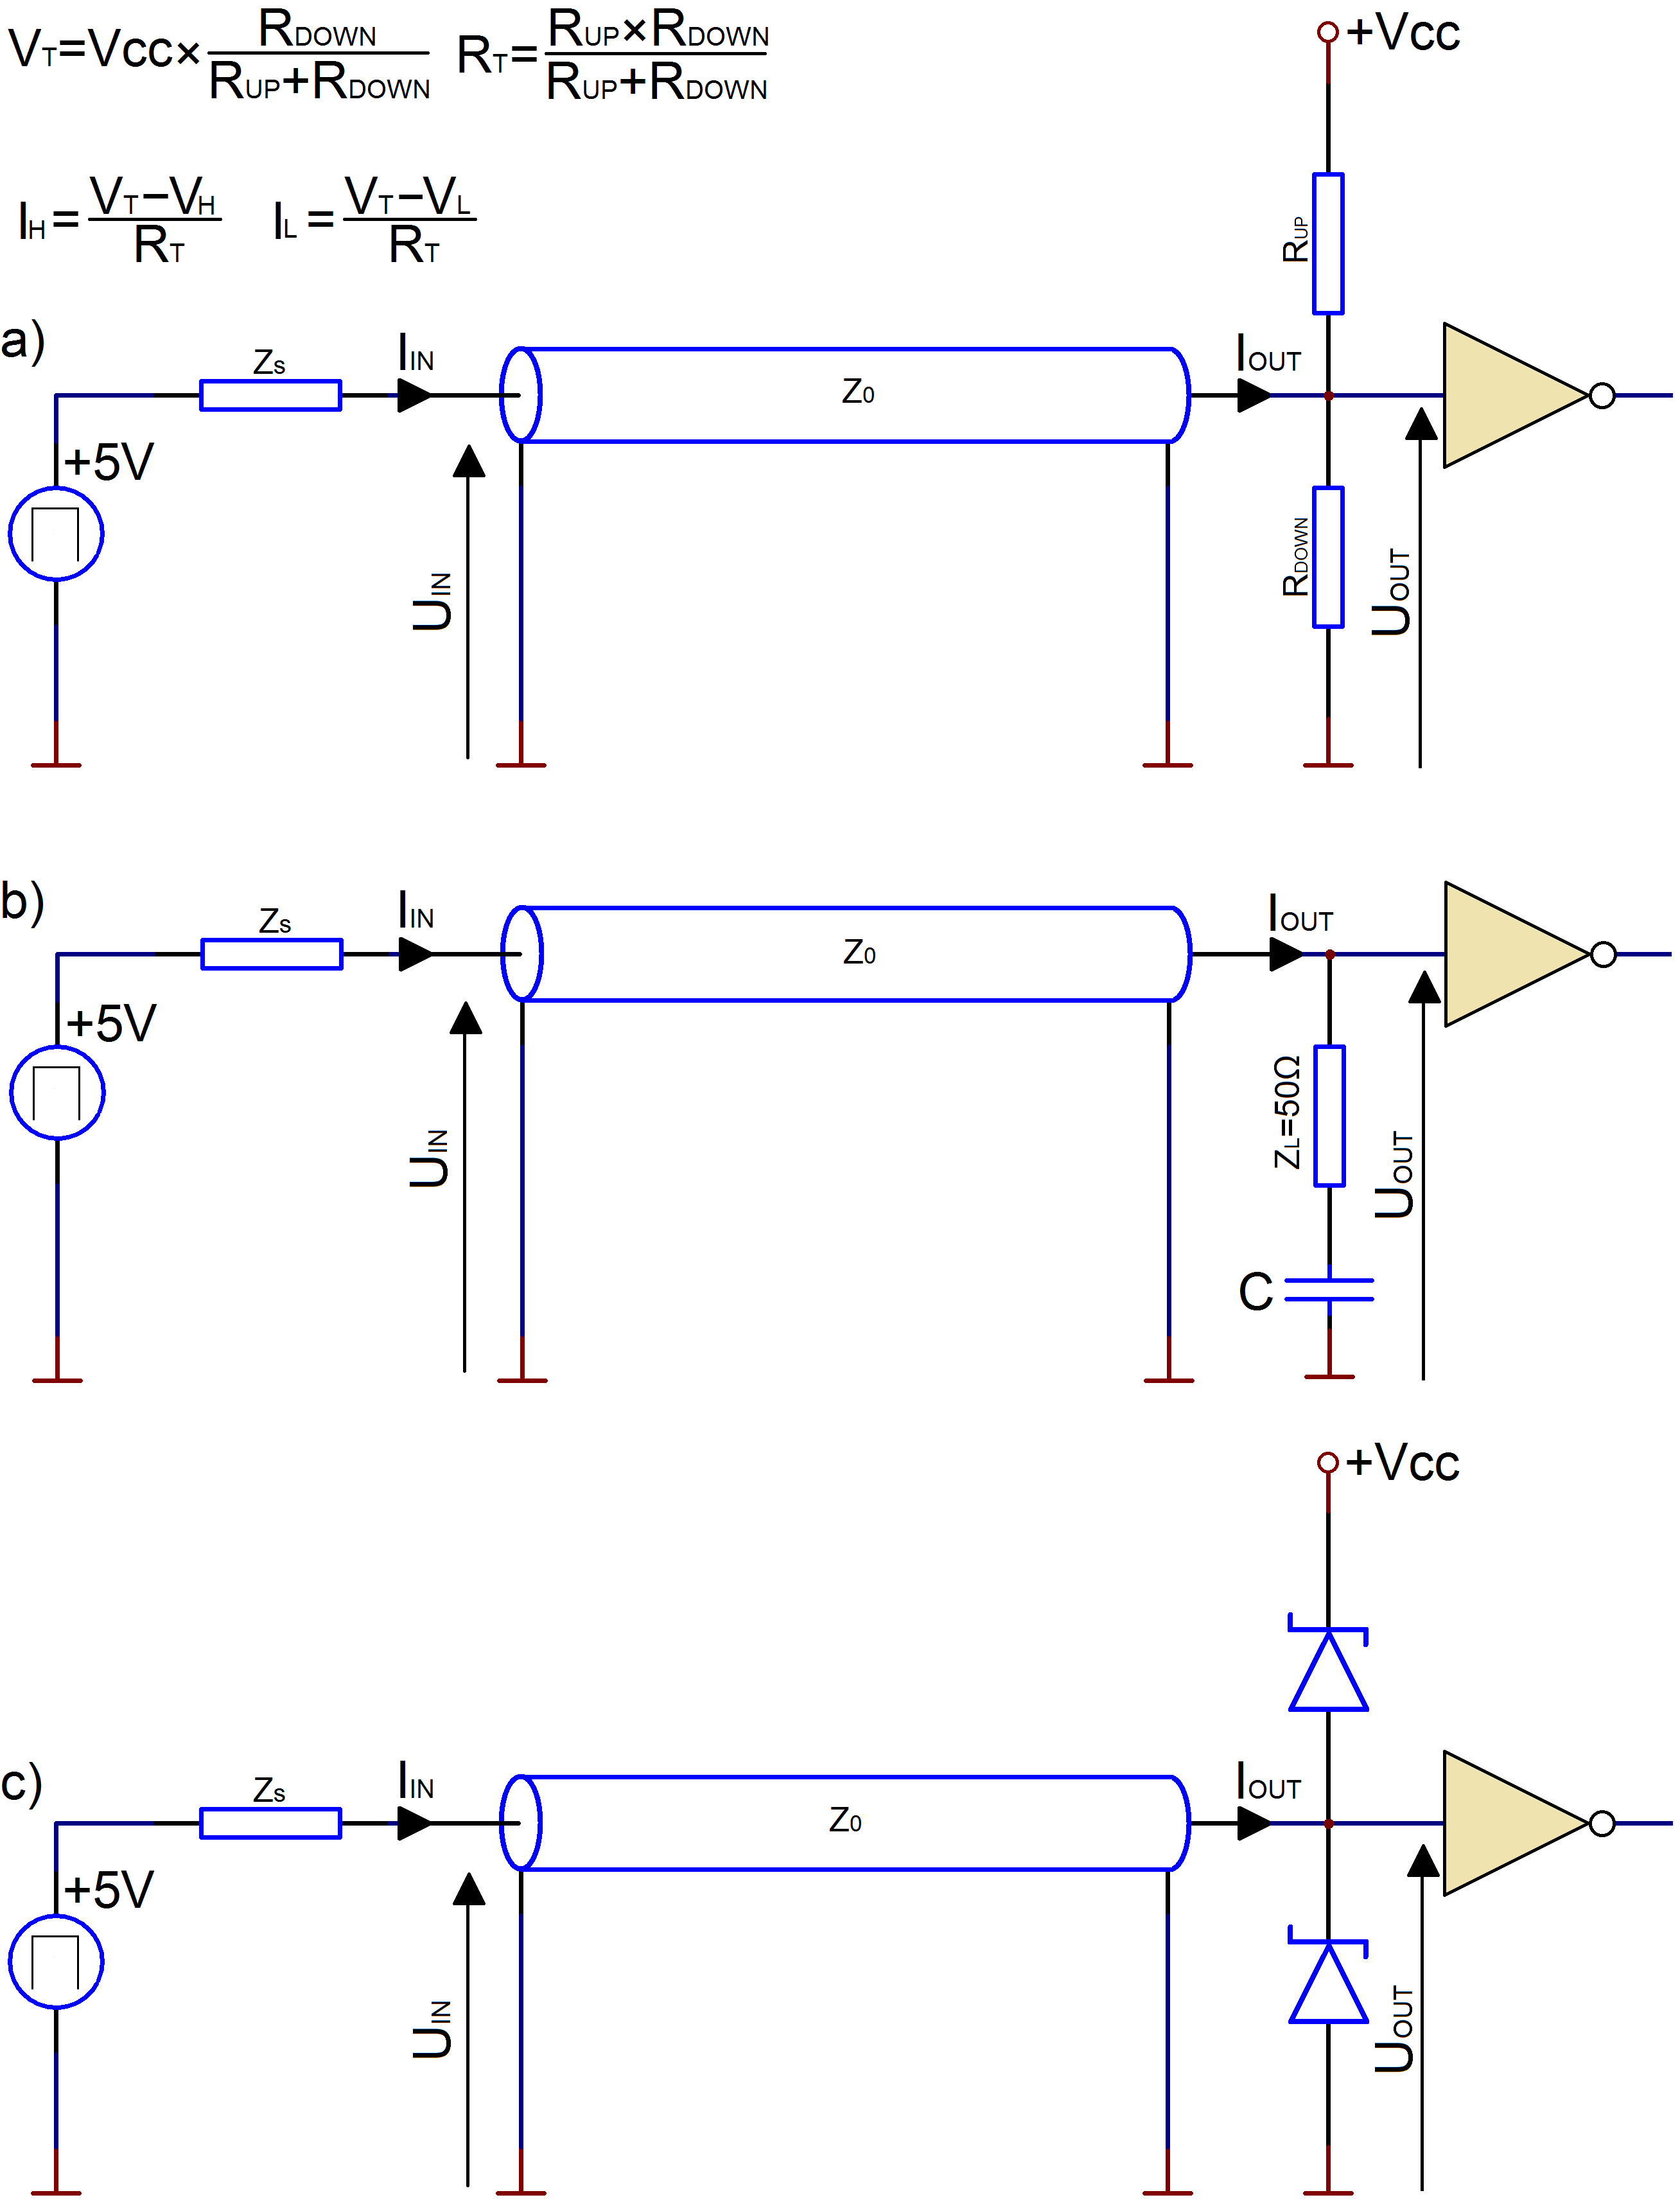 VT=Vcc×RDOWN/RUP+RDOWN RT=RUP×RDOWN/RUP+RDOWN
IH=VT−VH/RT IL=VT−VL/RT
+Vcc
RUP
a)
Zs
IIN
Z0
IOUT
+5V
UIN
RDOWN
UOUT
b)
Zs
IIN
Z0
IOUT
+5V
UIN
ZL=50Ω
UOUT
C
+Vcc
c)
Zs
IIN
Z0
IOUT
+5V
UIN
UOUT